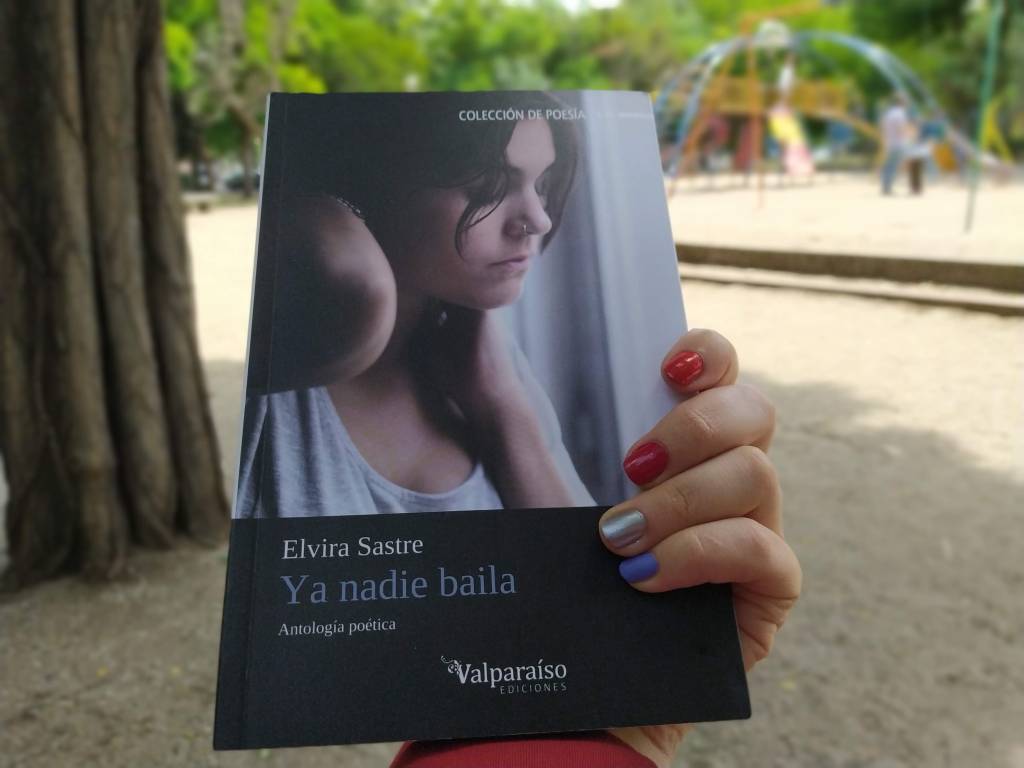 COLECCIÓN DE POESÍA
Elvira Sastre
Ya nadie baila
Antología poética
Valparaíso
EDICIONES